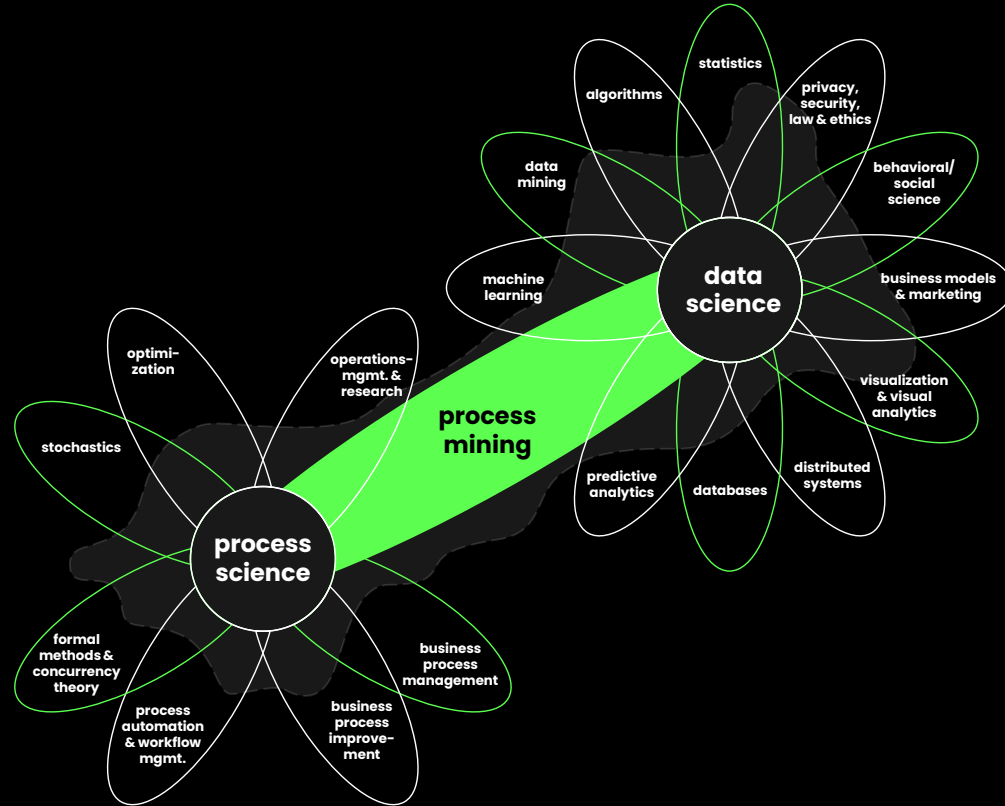 statistics
algorithms
privacy,
security,
law & ethics
data
mining
behavioral/
social
science
machine
learning
data
science
business models
& marketing
visualization
& visual
analytics
predictive
analytics
databases
distributed
systems
process
mining
optimi-
zation
operations-
mgmt. &
research
stochastics
process
science
formal
methods &
concurrency
theory
process
automation
& workflow
mgmt.
business
process
improve-
ment
business
process
management